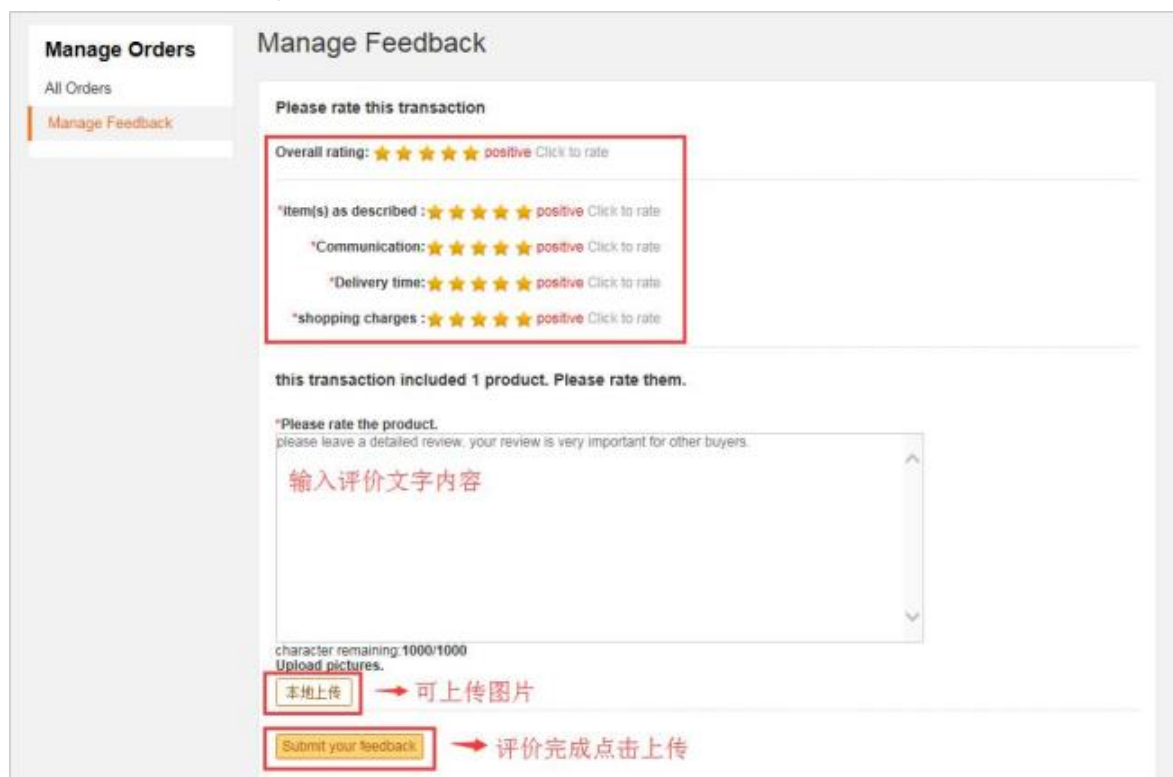 Manage Orders
All Orders
Manage Feedback
Manage Feedback
Please rate this transaction
Overall rating: positive Click to rate
*item(s) as described : positive Click to rate
*Communication: positive Click to rate
*Delivery time: positive Click to rate
*shopping charges : positive Click to rate
this transaction included 1 product. Please rate them.
*Please rate the product.
please leave a detailed review. your review is very important for other buyers.
输入评价文字内容
character remaining:1000/1000
Upload pictures.
本地上传 可上传图片
Submit your feedback 评价完成点击上传